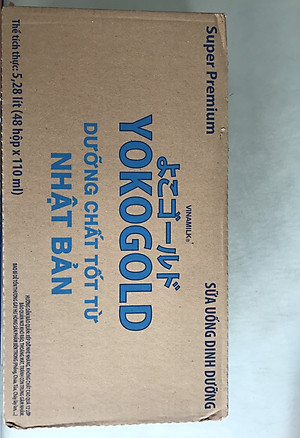 Super Premium
SỮA UỐNG DINH DƯỠNG
VINAMILK®
よこゴールド
YOKOGOLD
DƯỠNG CHẤT TỐT TỪ
NHẬT BẢN
Thể tích thực: 5,28 lít (48 hộp x 110 ml)